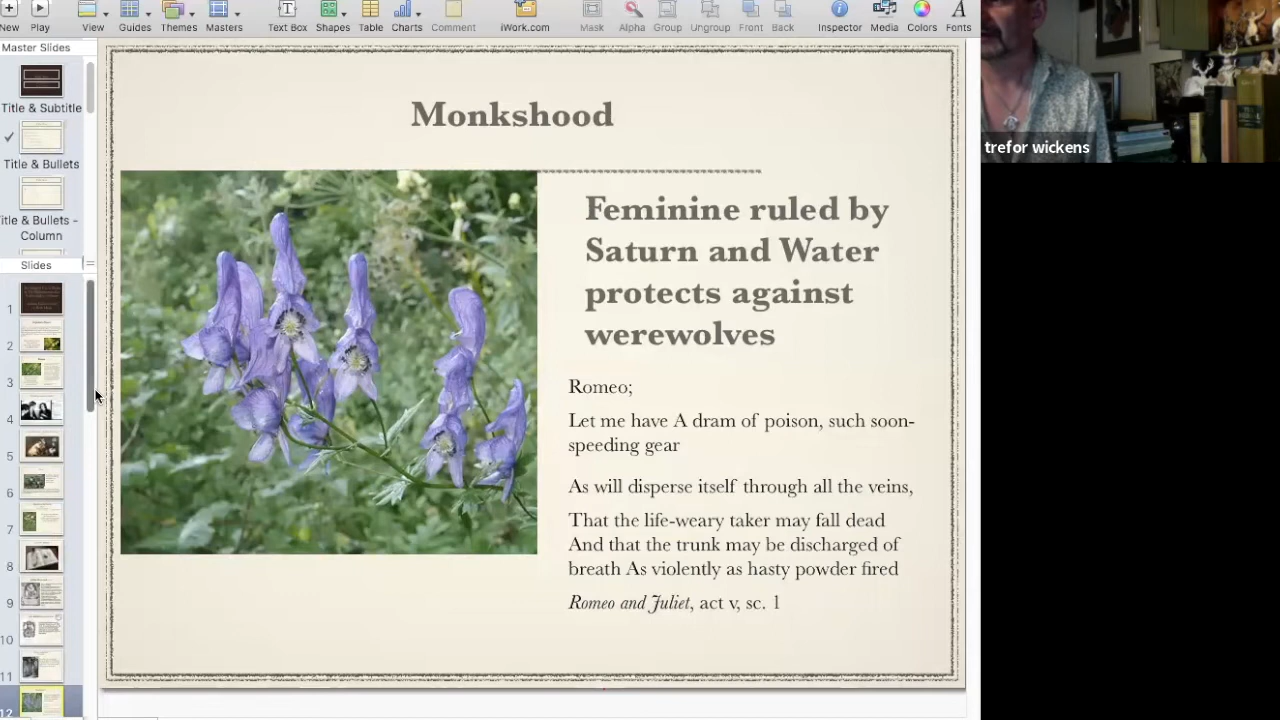 New
Play
View
Guides
Themes
Masters
Text Box
Shapes
Table
Charts
Comment
iWork.com
Mask
Alpha
Group
Ungroup
Front
Back
Inspector
Media
Colors
Fonts
Master Slides
Title & Subtitle
Title & Bullets
Title & Bullets -
Column
Slides
1
2
3
4
5
6
7
8
9
10
11
12
Monkshood
Feminine ruled by
Saturn and Water
protects against
werewolves
Romeo;
Let me have A dram of poison, such soon-
speeding gear
As will disperse itself through all the veins,
That the life-weary taker may fall dead
And that the trunk may be discharged of
breath As violently as hasty powder fired
Romeo and Juliet, act v, sc. 1
trefor wickens